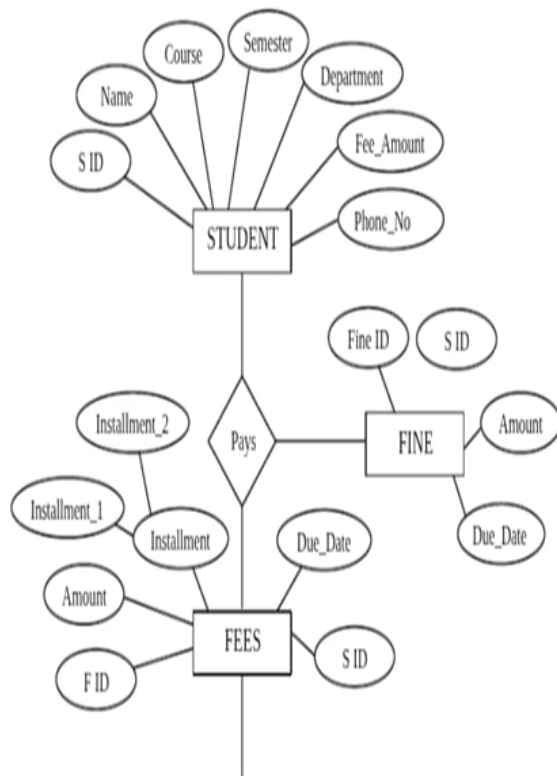 Semester
Course
Department
Name
Fee_Amount
S ID
Phone_No
STUDENT
Fine ID
S ID
Installment_2
Amount
Pays
FINE
Installment_1
Installment
Due_Date
Due_Date
Amount
FEES
S ID
F ID